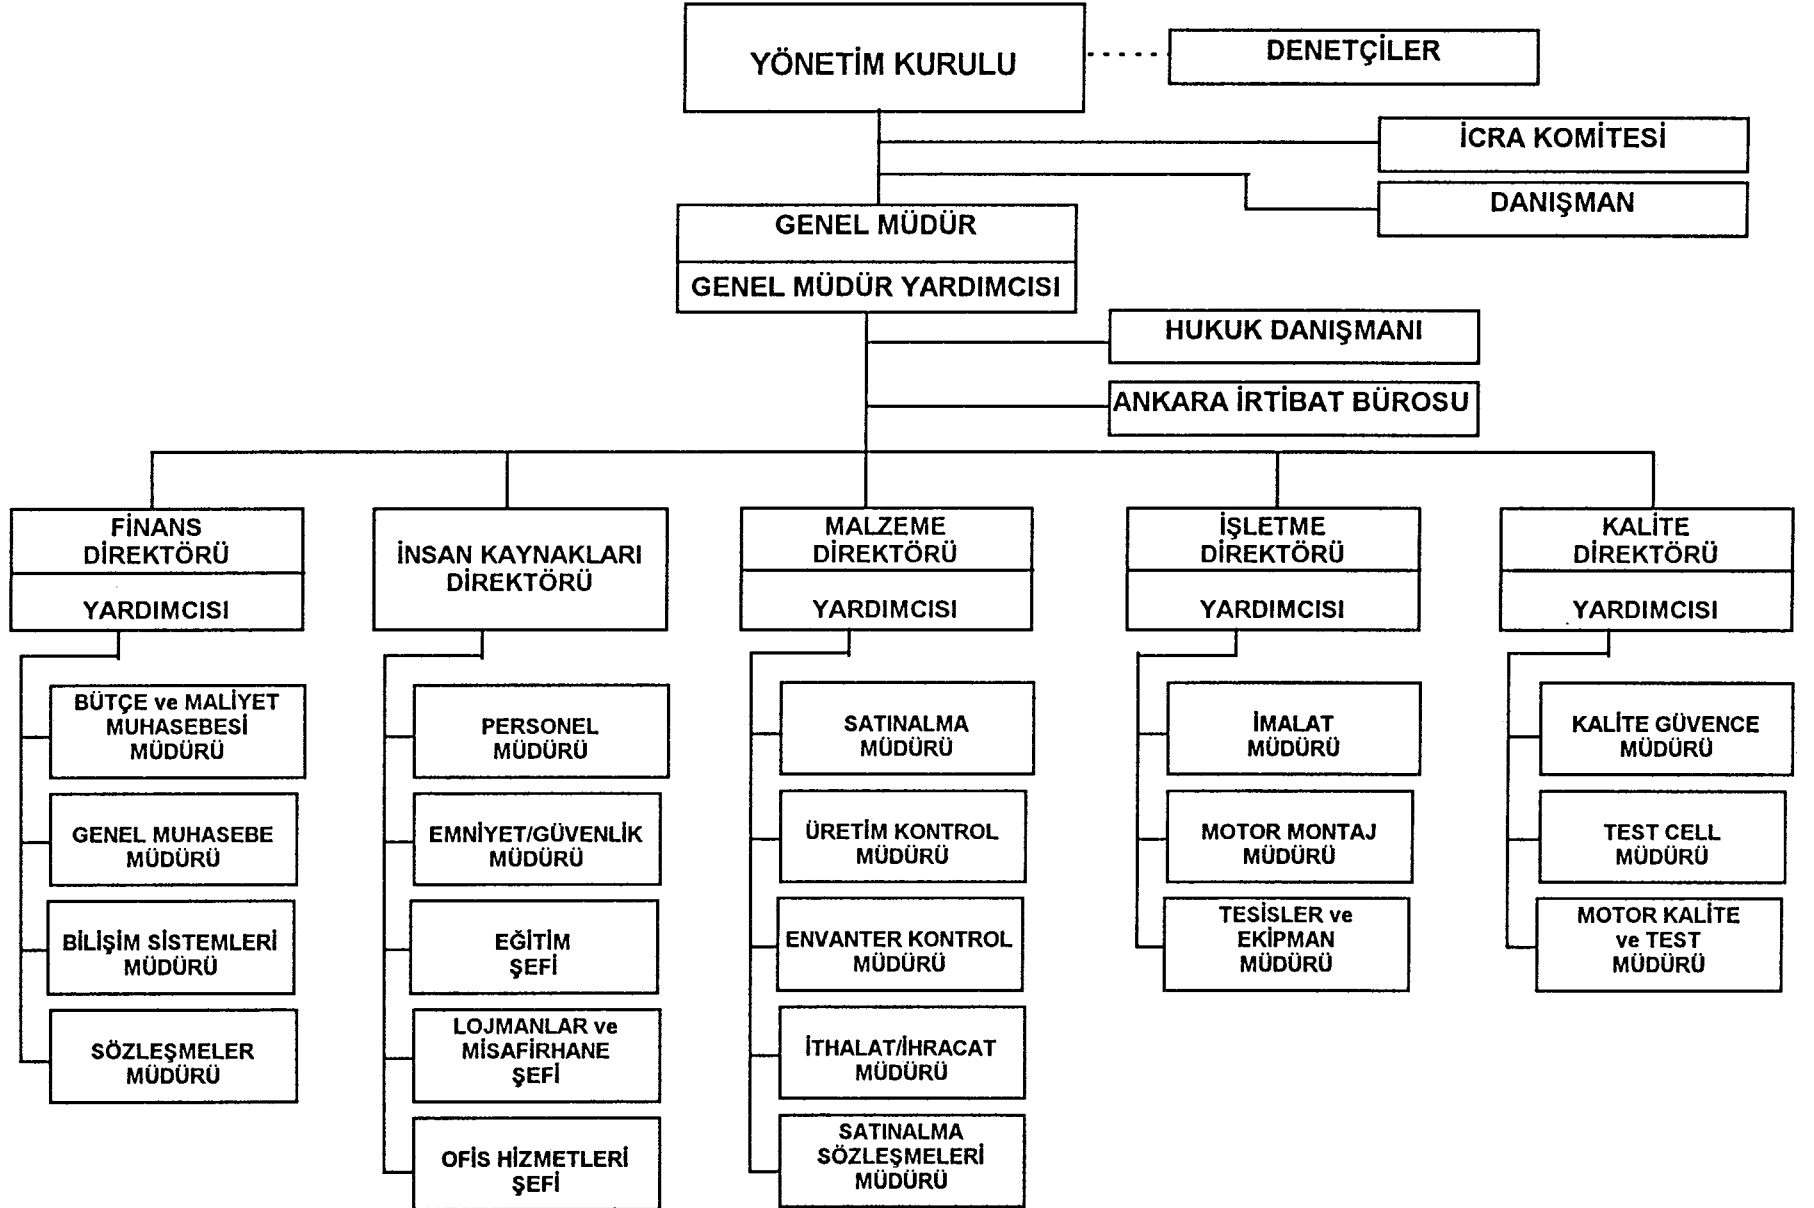 YÖNETİM KURULU
DENETÇİLER
İCRA KOMİTESİ
DANIŞMAN
GENEL MÜDÜR
GENEL MÜDÜR YARDIMCISI
HUKUK DANIŞMANI
ANKARA İRTİBAT BÜROSU
FİNANS
DİREKTÖRÜ
YARDIMCISI
İNSAN KAYNAKLARI
DİREKTÖRÜ
MALZEME
DİREKTÖRÜ
YARDIMCISI
İŞLETME
DİREKTÖRÜ
YARDIMCISI
KALİTE
DİREKTÖRÜ
YARDIMCISI
BÜTÇE ve MALİYET
MUHASEBESİ
MÜDÜRÜ
GENEL MUHASEBE
MÜDÜRÜ
BİLİŞİM SİSTEMLERİ
MÜDÜRÜ
SÖZLEŞMELER
MÜDÜRÜ
PERSONEL
MÜDÜRÜ
EMNİYET/GÜVENLİK
MÜDÜRÜ
EĞİTİM
ŞEFİ
LOJMANLAR ve
MİSAFİRHANE
ŞEFİ
OFİS HİZMETLERİ
ŞEFİ
SATINALMA
MÜDÜRÜ
ÜRETİM KONTROL
MÜDÜRÜ
ENVANTER KONTROL
MÜDÜRÜ
İTHALAT/İHRACAT
MÜDÜRÜ
SATINALMA
SÖZLEŞMELERİ
MÜDÜRÜ
İMALAT
MÜDÜRÜ
MOTOR MONTAJ
MÜDÜRÜ
TESİSLER ve
EKİPMAN
MÜDÜRÜ
KALİTE GÜVENCE
MÜDÜRÜ
TEST CELL
MÜDÜRÜ
MOTOR KALİTE
ve TEST
MÜDÜRÜ